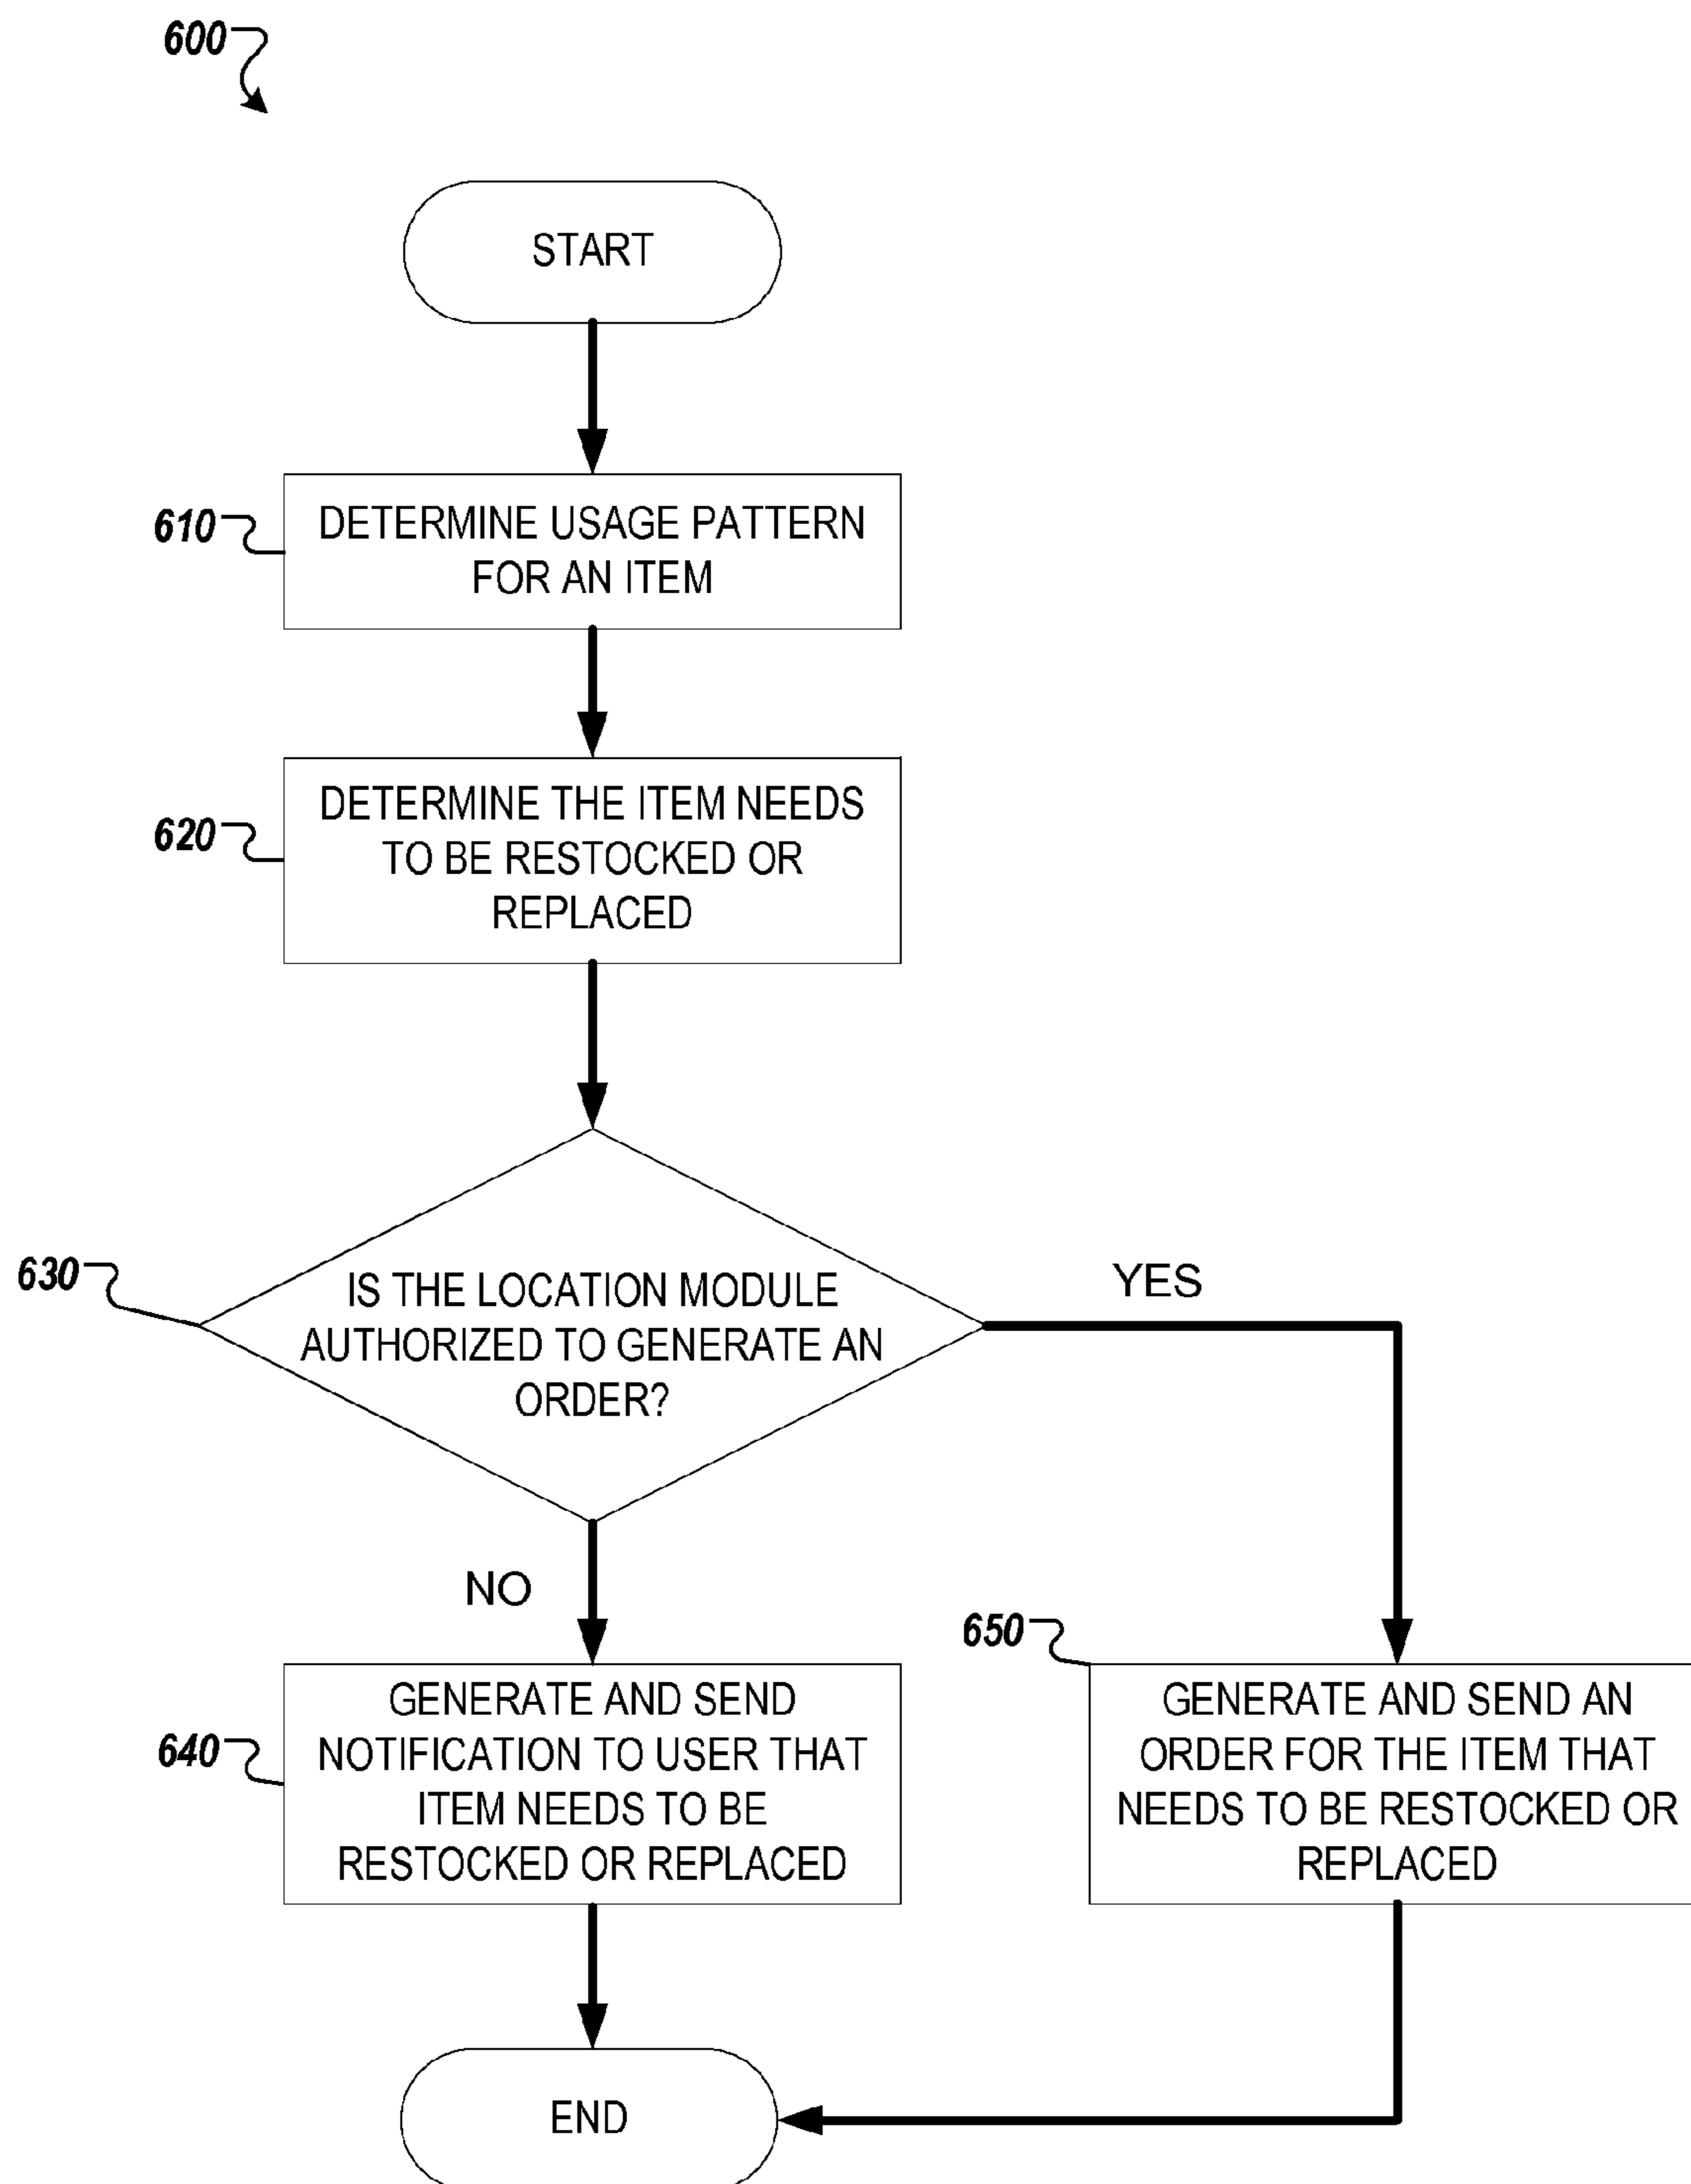 600
START
610
DETERMINE USAGE PATTERN
FOR AN ITEM
620
DETERMINE THE ITEM NEEDS
TO BE RESTOCKED OR
REPLACED
630
IS THE LOCATION MODULE
AUTHORIZED TO GENERATE AN
ORDER?
YES
NO
640
GENERATE AND SEND
NOTIFICATION TO USER THAT
ITEM NEEDS TO BE
RESTOCKED OR REPLACED
650
GENERATE AND SEND AN
ORDER FOR THE ITEM THAT
NEEDS TO BE RESTOCKED OR
REPLACED
END